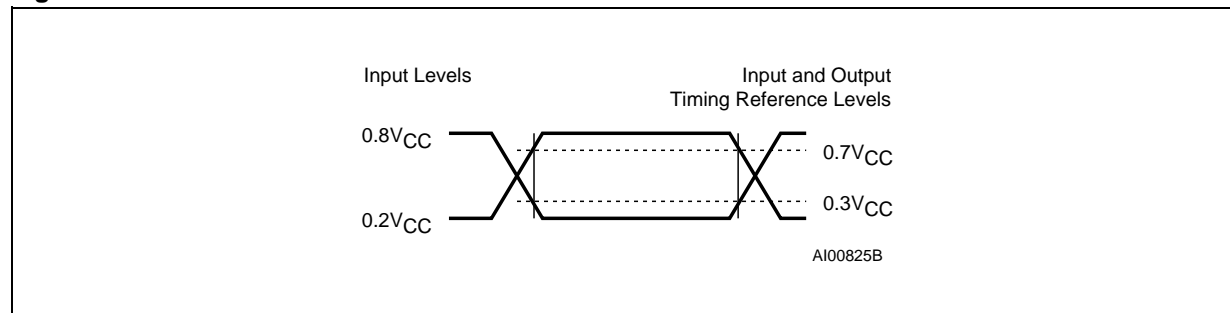 Input Levels
Input and Output
Timing Reference Levels
0.8VCC
0.7VCC
0.3VCC
0.2VCC
AI00825B